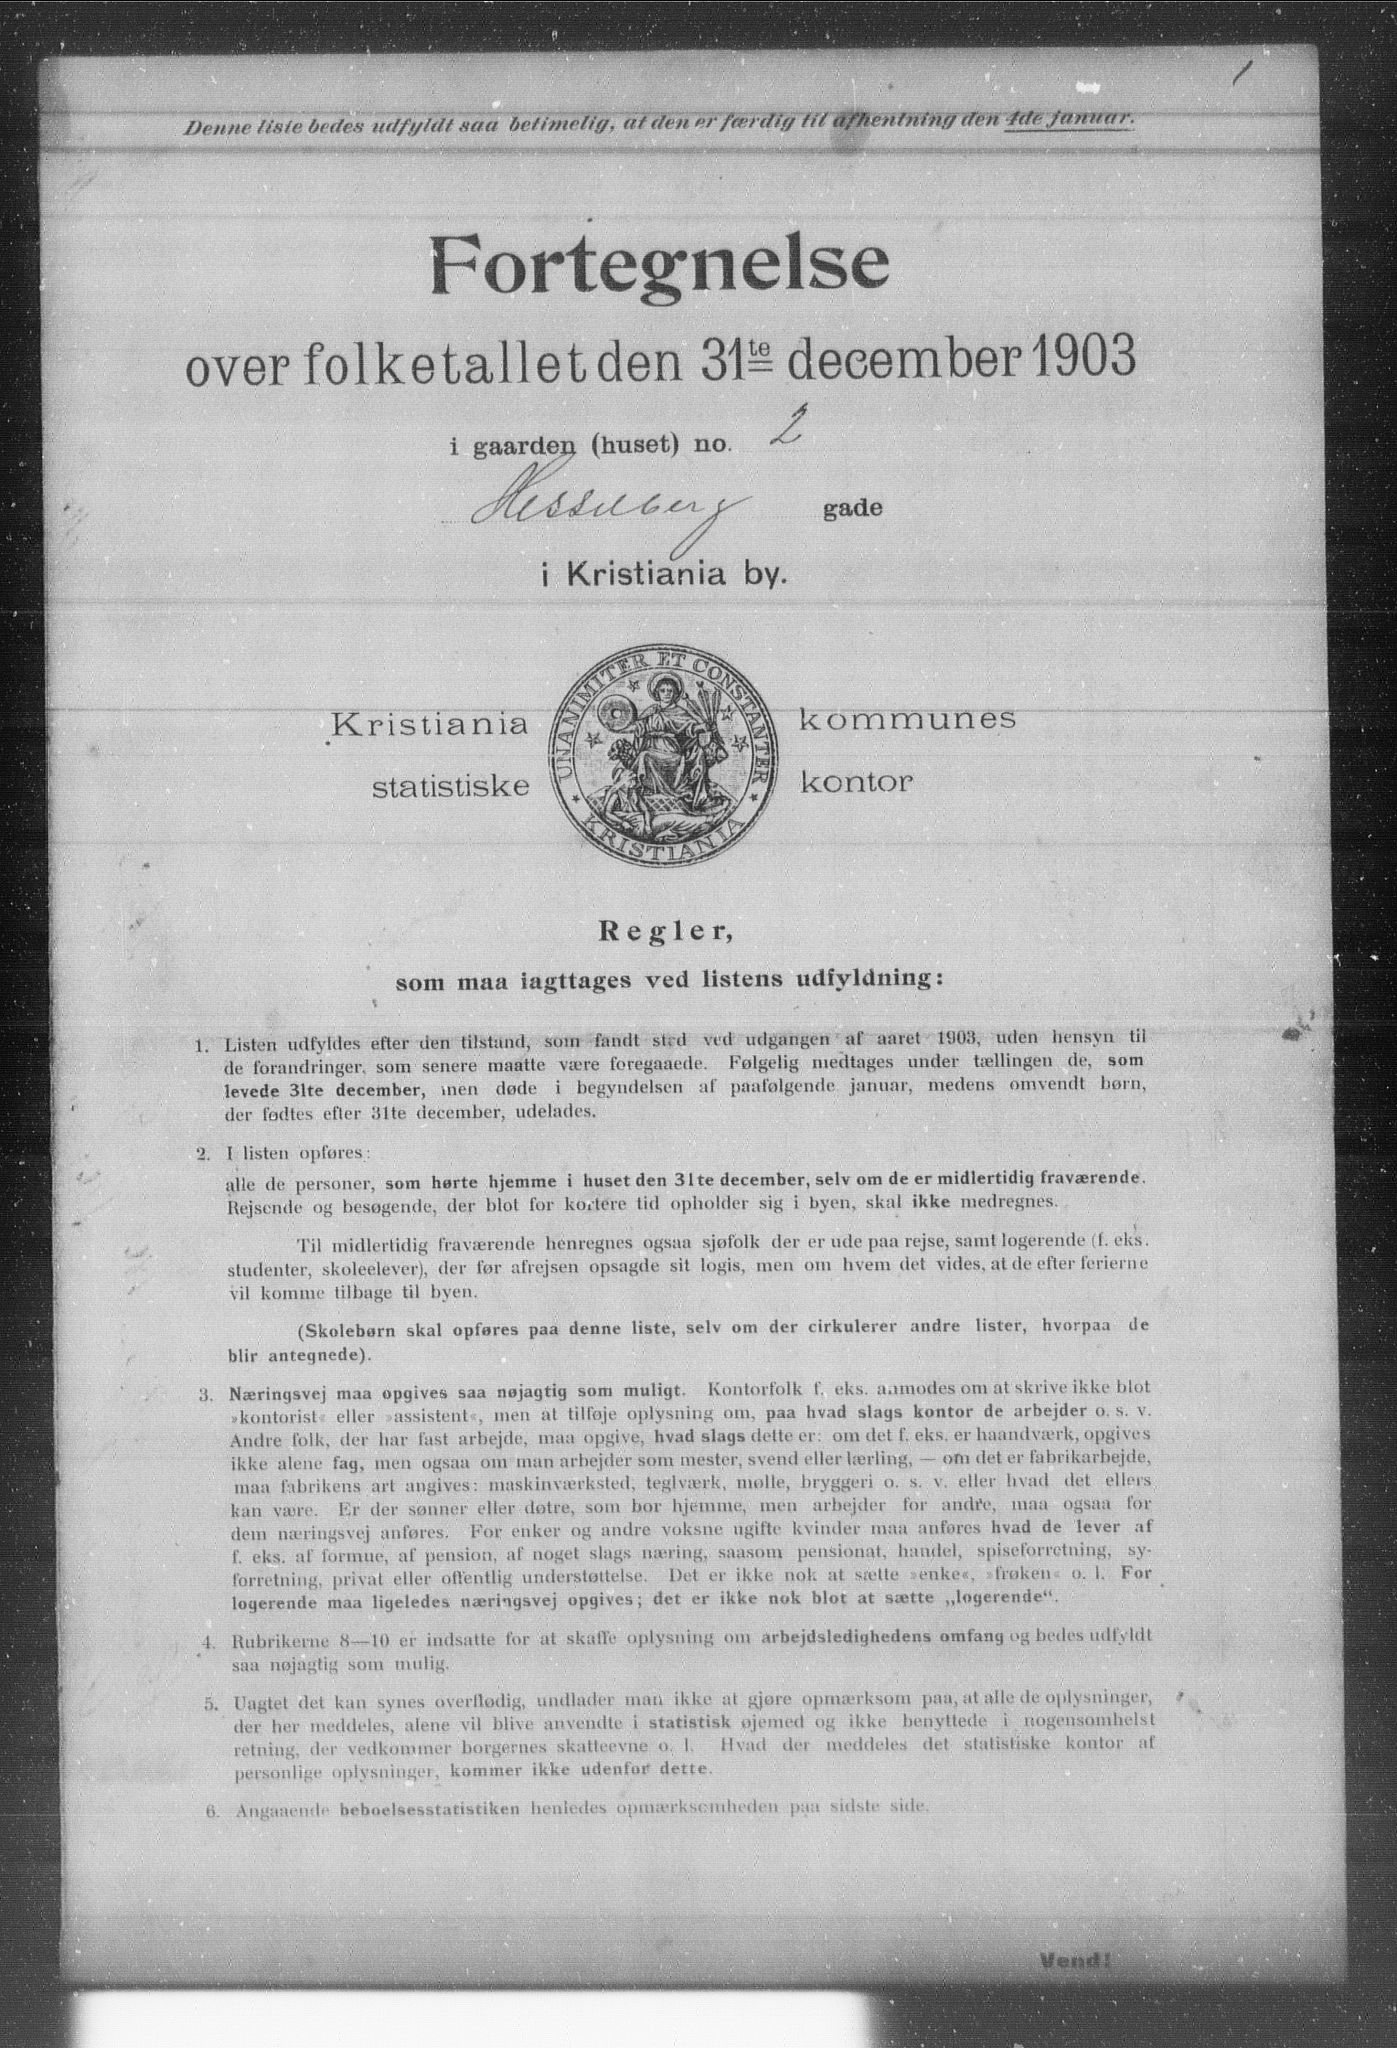 1
Denne liste bedes udfyldt saa betimelig, at den er færdig til afhentning den 4de januar.
Fortegnelse
over folketallet den 31te december 1903
i gaarden (huset) no. 2
Hesselberg gade
i Kristiania by.
Kristiania kommunes
statistiske kontor
UNANIMITER ET CONSTANTER
KRISTIANIA
Regler,
som maa iagttages ved listens udfyldning:
1. Listen udfyldes efter den tilstand, som fandt sted ved udgangen af aaret 1903, uden hensyn til
de forandringer, som senere maatte være foregaaede. Følgelig medtages under tællingen de, som
levede 31te december, men døde i begyndelsen af paafølgende januar, medens omvendt børn,
der fødtes efter 31te december, udelades.
2. I listen opføres:
alle de personer, som hørte hjemme i huset den 31te december, selv om de er midlertidig fraværende.
Rejsende og besøgende, der blot for kortere tid opholder sig i byen, skal ikke medregnes.
Til midlertidig fraværende henregnes ogsaa sjøfolk der er ude paa rejse, samt logerende (f. eks.
studenter, skoleelever), der før afrejsen opsagde sit logis, men om hvem det vides, at de efter ferierne
vil komme tilbage til byen.
(Skolebørn skal opføres paa denne liste, selv om der cirkulerer andre lister, hvorpaa de
blir antegnede).
3. Næringsvej maa opgives saa nøjagtig som muligt. Kontorfolk f. eks. anmodes om at skrive ikke blot
»kontorist« eller »assistent«, men at tilføje oplysning om, paa hvad slags kontor de arbejder o. s. v.
Andre folk, der har fast arbejde, maa opgive, hvad slags dette er: om det f. eks. er haandværk, opgives
ikke alene fag, men ogsaa om man arbejder som mester, svend eller lærling, — om det er fabrikarbejde,
maa fabrikens art angives: maskinværksted, teglværk, mølle, bryggeri o. s. v. eller hvad det ellers
kan være. Er der sønner eller døtre, som bor hjemme, men arbejder for andre, maa ogsaa for
dem næringsvej anføres. For enker og andre voksne ugifte kvinder maa anføres hvad de lever af
f. eks. af formue, af pension, af noget slags næring, saasom pensionat, handel, spiseforretning, sy-
forretning, privat eller offentlig understøttelse. Det er ikke nok at sætte »enke«, »frøken« o. l. For
logerende maa ligeledes næringsvej opgives; det er ikke nok blot at sætte „logerende“.
4. Rubrikerne 8—10 er indsatte for at skaffe oplysning om arbejdsledighedens omfang og bedes udfyldt
saa nøjagtig som mulig.
5. Uagtet det kan synes overflødig, undlader man ikke at gjøre opmærksom paa, at alle de oplysninger,
der her meddeles, alene vil blive anvendte i statistisk øjemed og ikke benyttede i nogensomhelst
retning, der vedkommer borgernes skatteevne o. l. Hvad der meddeles det statistiske kontor af
personlige oplysninger, kommer ikke udenfor dette.
6. Angaaende beboelsesstatistiken henledes opmærksomheden paa sidste side.
Vend!